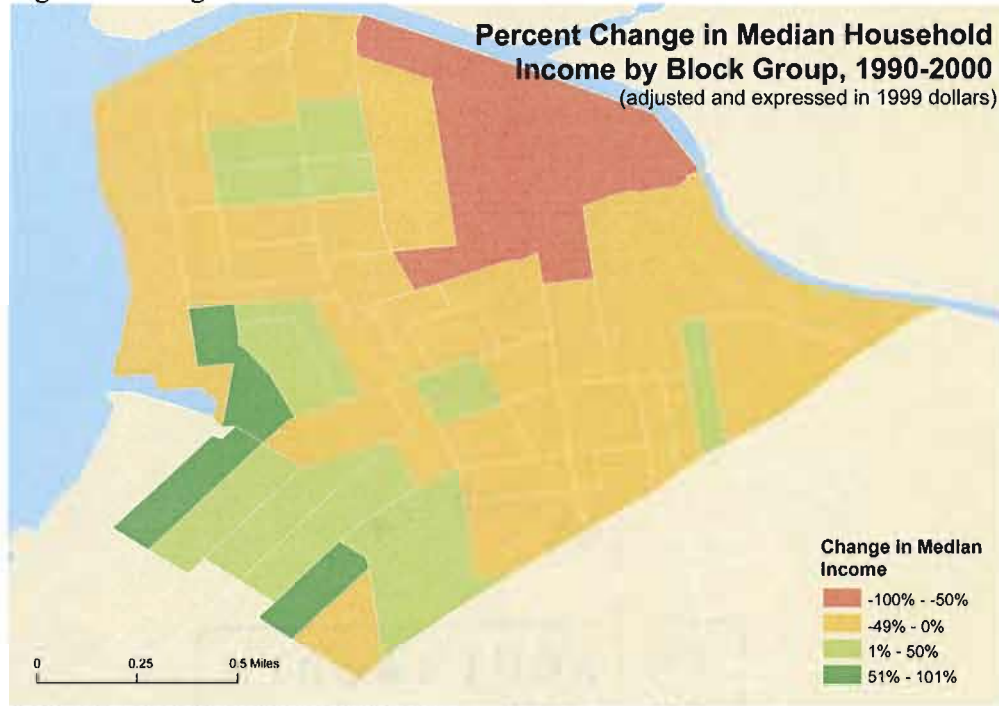 Percent Change in Median Household
Income by Block Group, 1990-2000
(adjusted and expressed in 1999 dollars)
Change in Median
Income
-100% - -50%
-49% - 0%
1% - 50%
51% - 101%
0 0.25 0.5 Miles